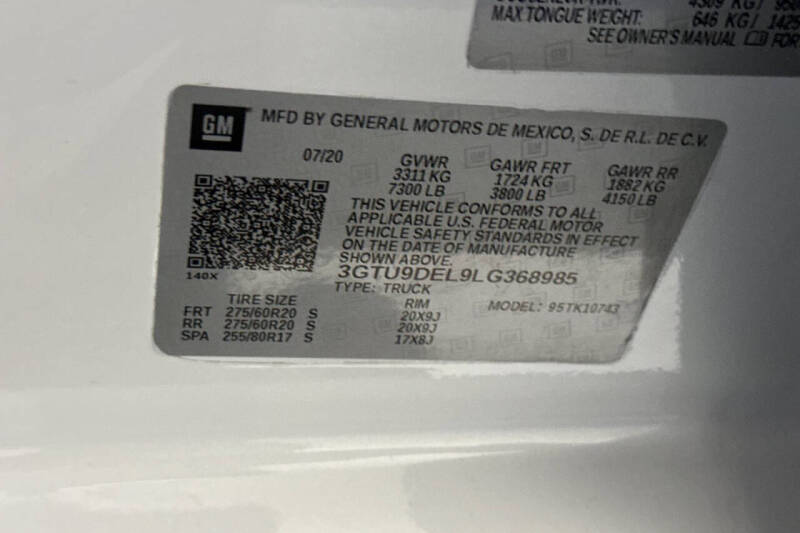 MAX TONGUE WEIGHT: 646 KG/ 1425
SEE OWNER'S MANUAL FOR
GM MFD BY GENERAL MOTORS DE MEXICO, S. DE R.L. DE C.V.
07/20 GVWR GAWR FRT GAWR RR
3311 KG 1724 KG 1882 KG
7300 LB 3800 LB 4150 LB
THIS VEHICLE CONFORMS TO ALL
APPLICABLE U.S. FEDERAL MOTOR
VEHICLE SAFETY STANDARDS IN EFFECT
ON THE DATE OF MANUFACTURE
SHOWN ABOVE.
140X 3GTU9DEL9LG368985
TYPE: TRUCK
TIRE SIZE RIM MODEL: 95TK10743
FRT 275/60R20 S 20X9J
RR 275/60R20 S 20X9J
SPA 255/80R17 S 17X8J